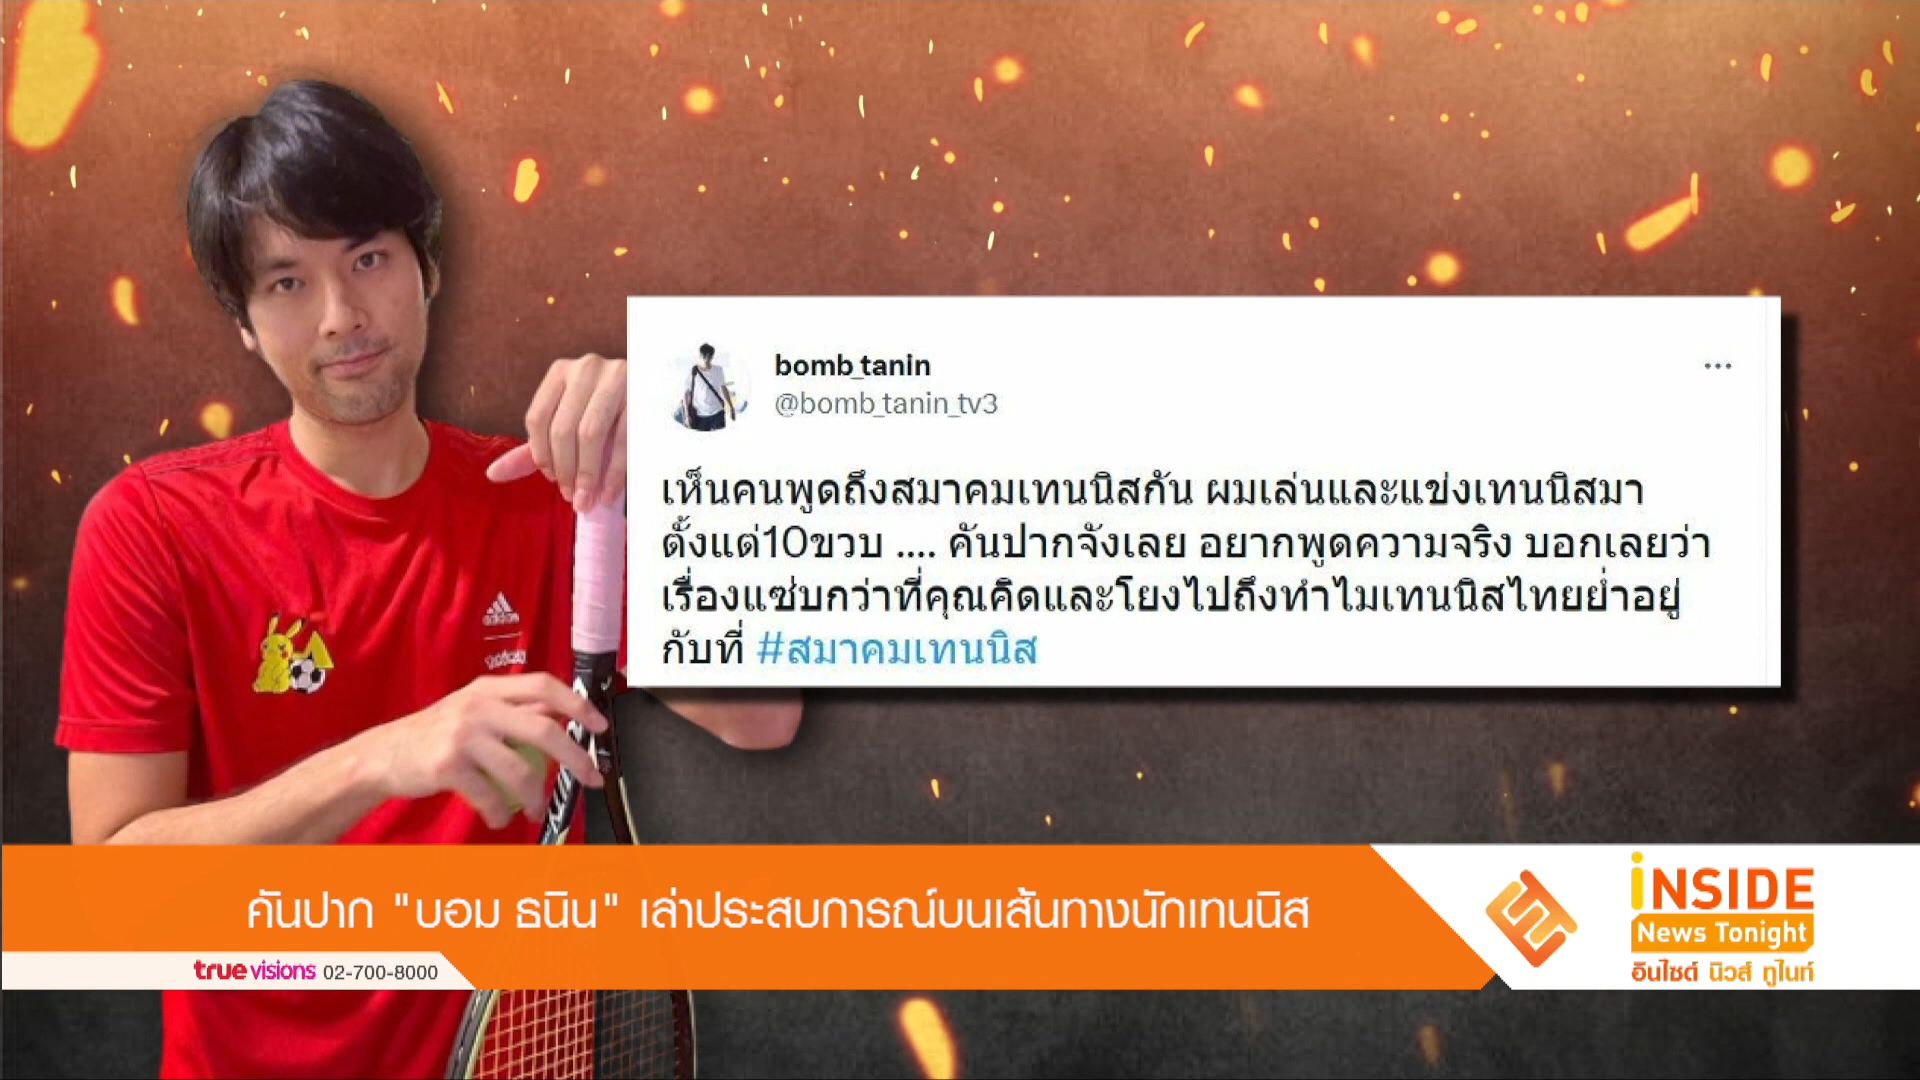 bomb_tanin
@bomb_tanin_tv3
เห็นคนพูดถึงสมาคมเทนนิสกัน ผมเล่นและแข่งเทนนิสมา
ตั้งแต่10ขวบ .... คันปากจังเลย อยากพูดความจริง บอกเลยว่า
เรื่องแซ่บกว่าที่คุณคิดและโยงไปถึงทำไมเทนนิสไทยย่ำอยู่
กับที่ #สมาคมเทนนิส
adidas
คันปาก "บอม ธนิน" เล่าประสบการณ์บนเส้นทางนักเทนนิส
truevisions 02-700-8000
iNSIDE
News Tonight
อินไซต์ นิวส์ ทูไนท์